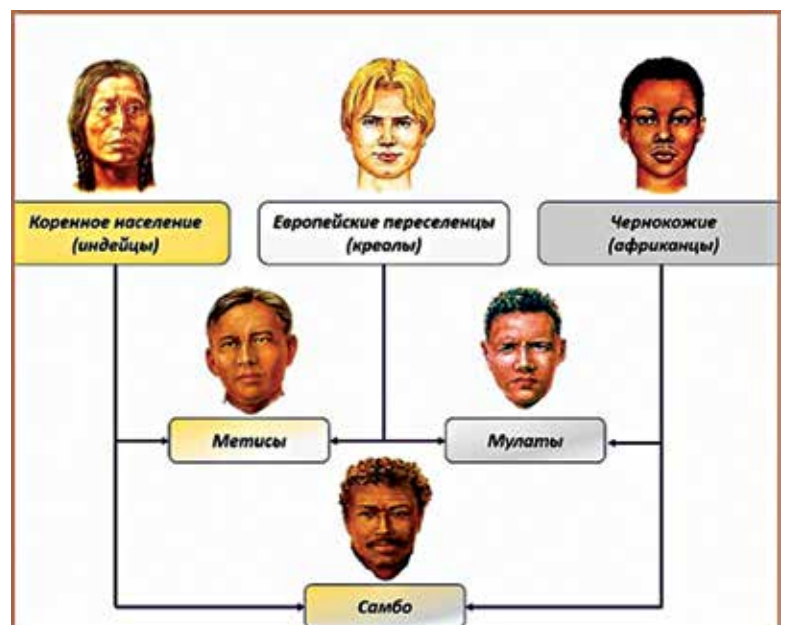 Коренное население
(индейцы)
Европейские переселенцы
(креолы)
Чернокожие
(африканцы)
Метисы
Мулаты
Самбо